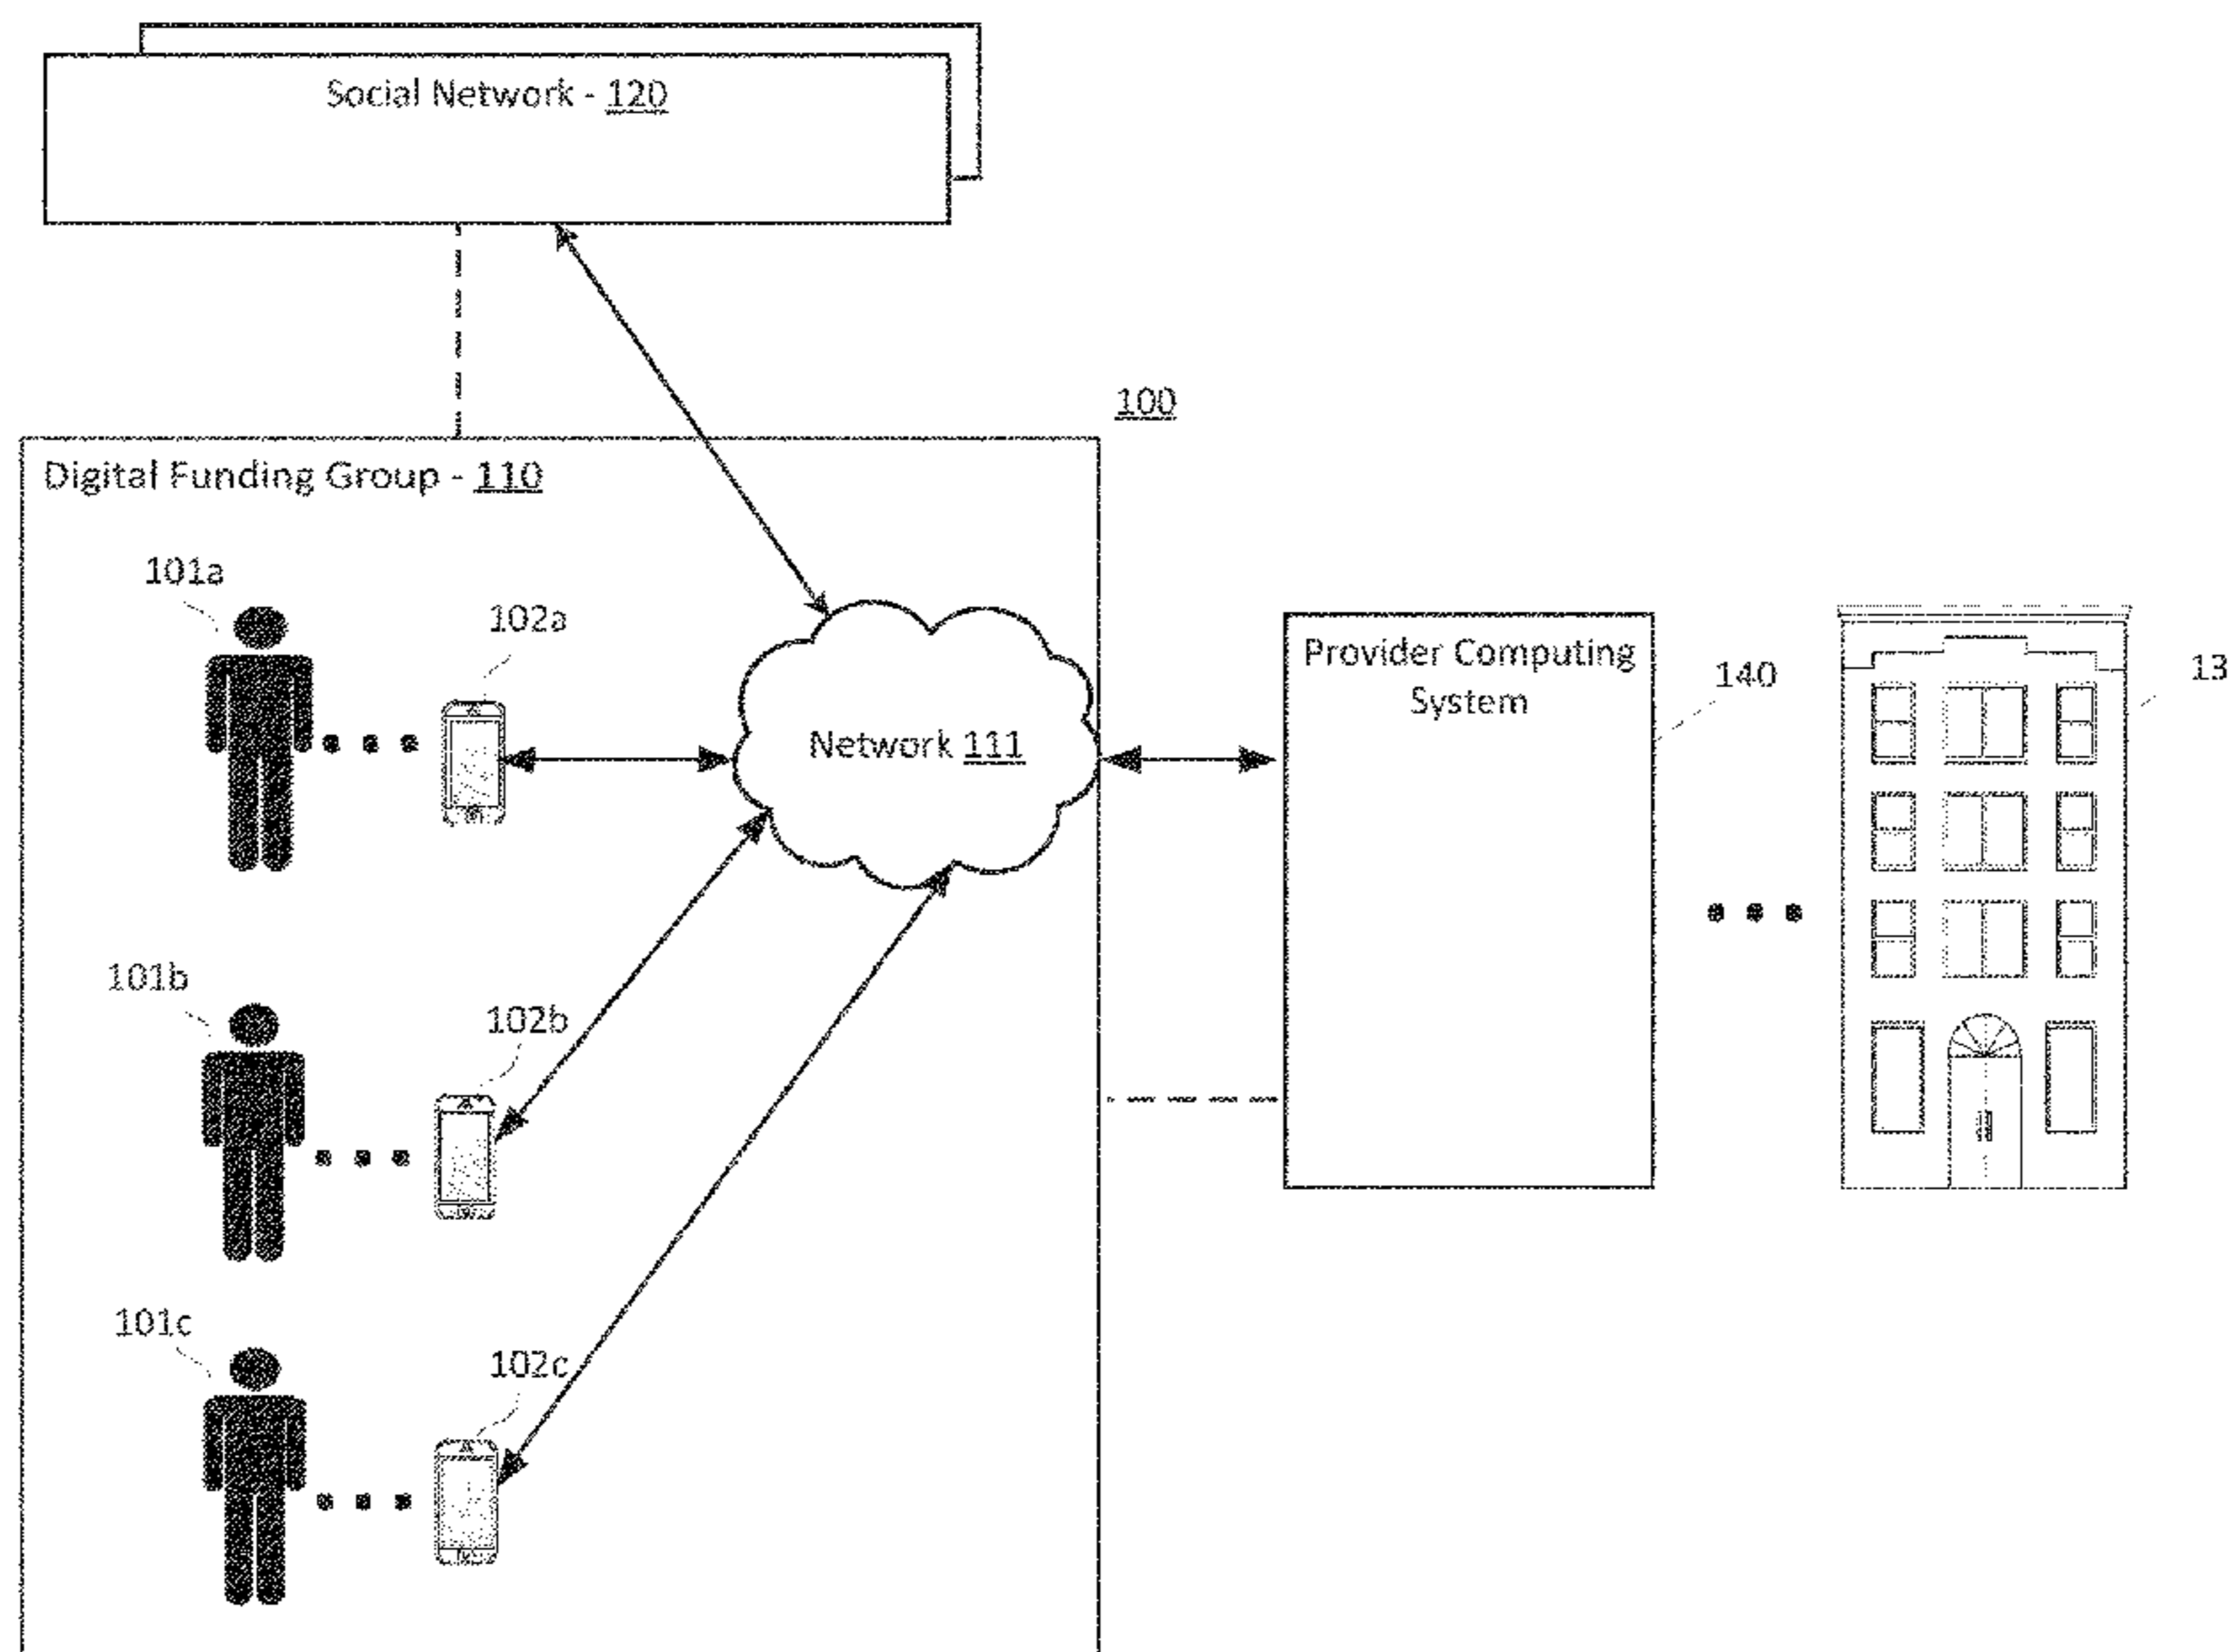 Social Network - 120
100
Digital Funding Group - 110
101a
102a
Network 111
Provider Computing
System
140
13
101b
102b
101c
102c